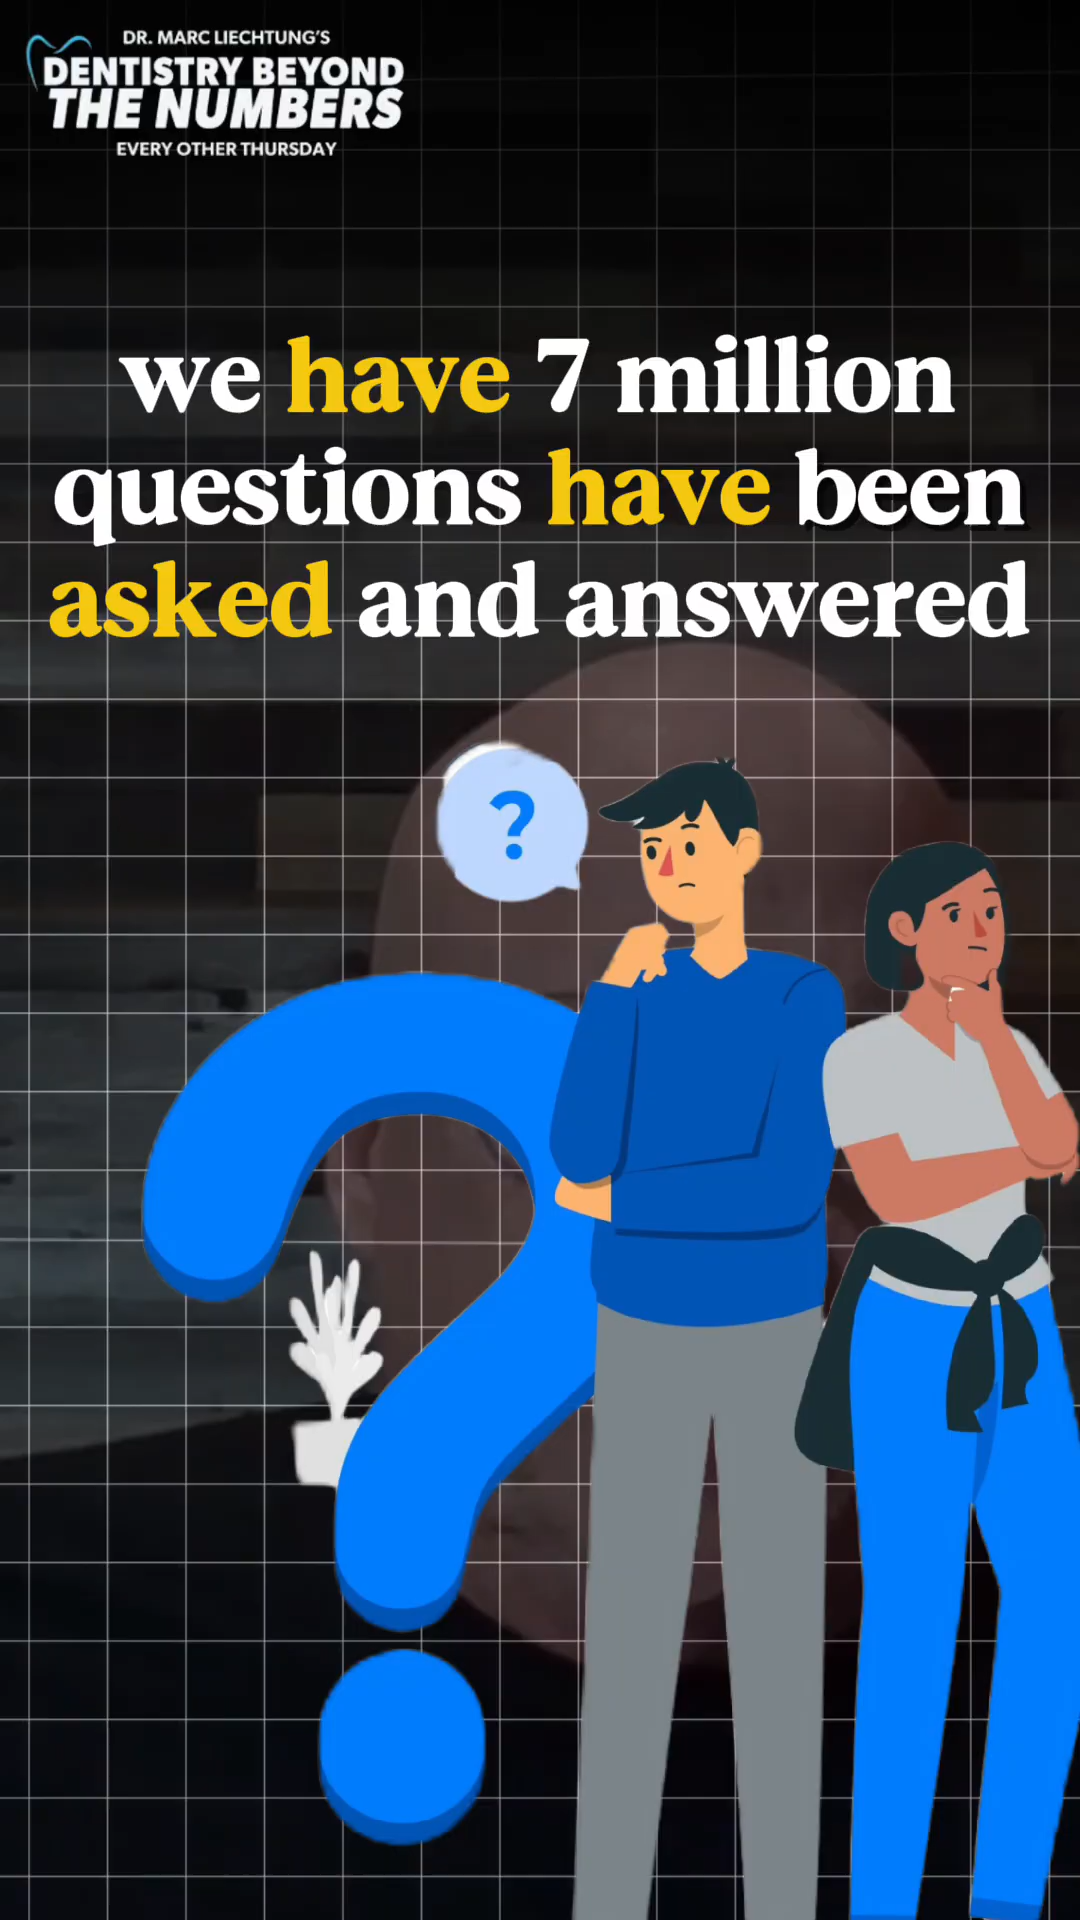 DR. MARC LIECHTUNG'S
DENTISTRY BEYOND
THE NUMBERS
EVERY OTHER THURSDAY
we have 7 million
questions have been
asked and answered
?